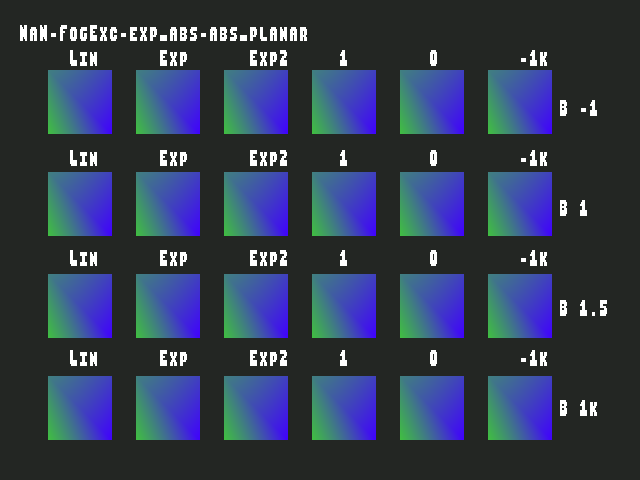 NaN-FogExc-exp_abs-abs_planar
Lin Exp Exp2 1 0 -1k
B -1
Lin Exp Exp2 1 0 -1k
B 1
Lin Exp Exp2 1 0 -1k
B 1.5
Lin Exp Exp2 1 0 -1k
B 1k